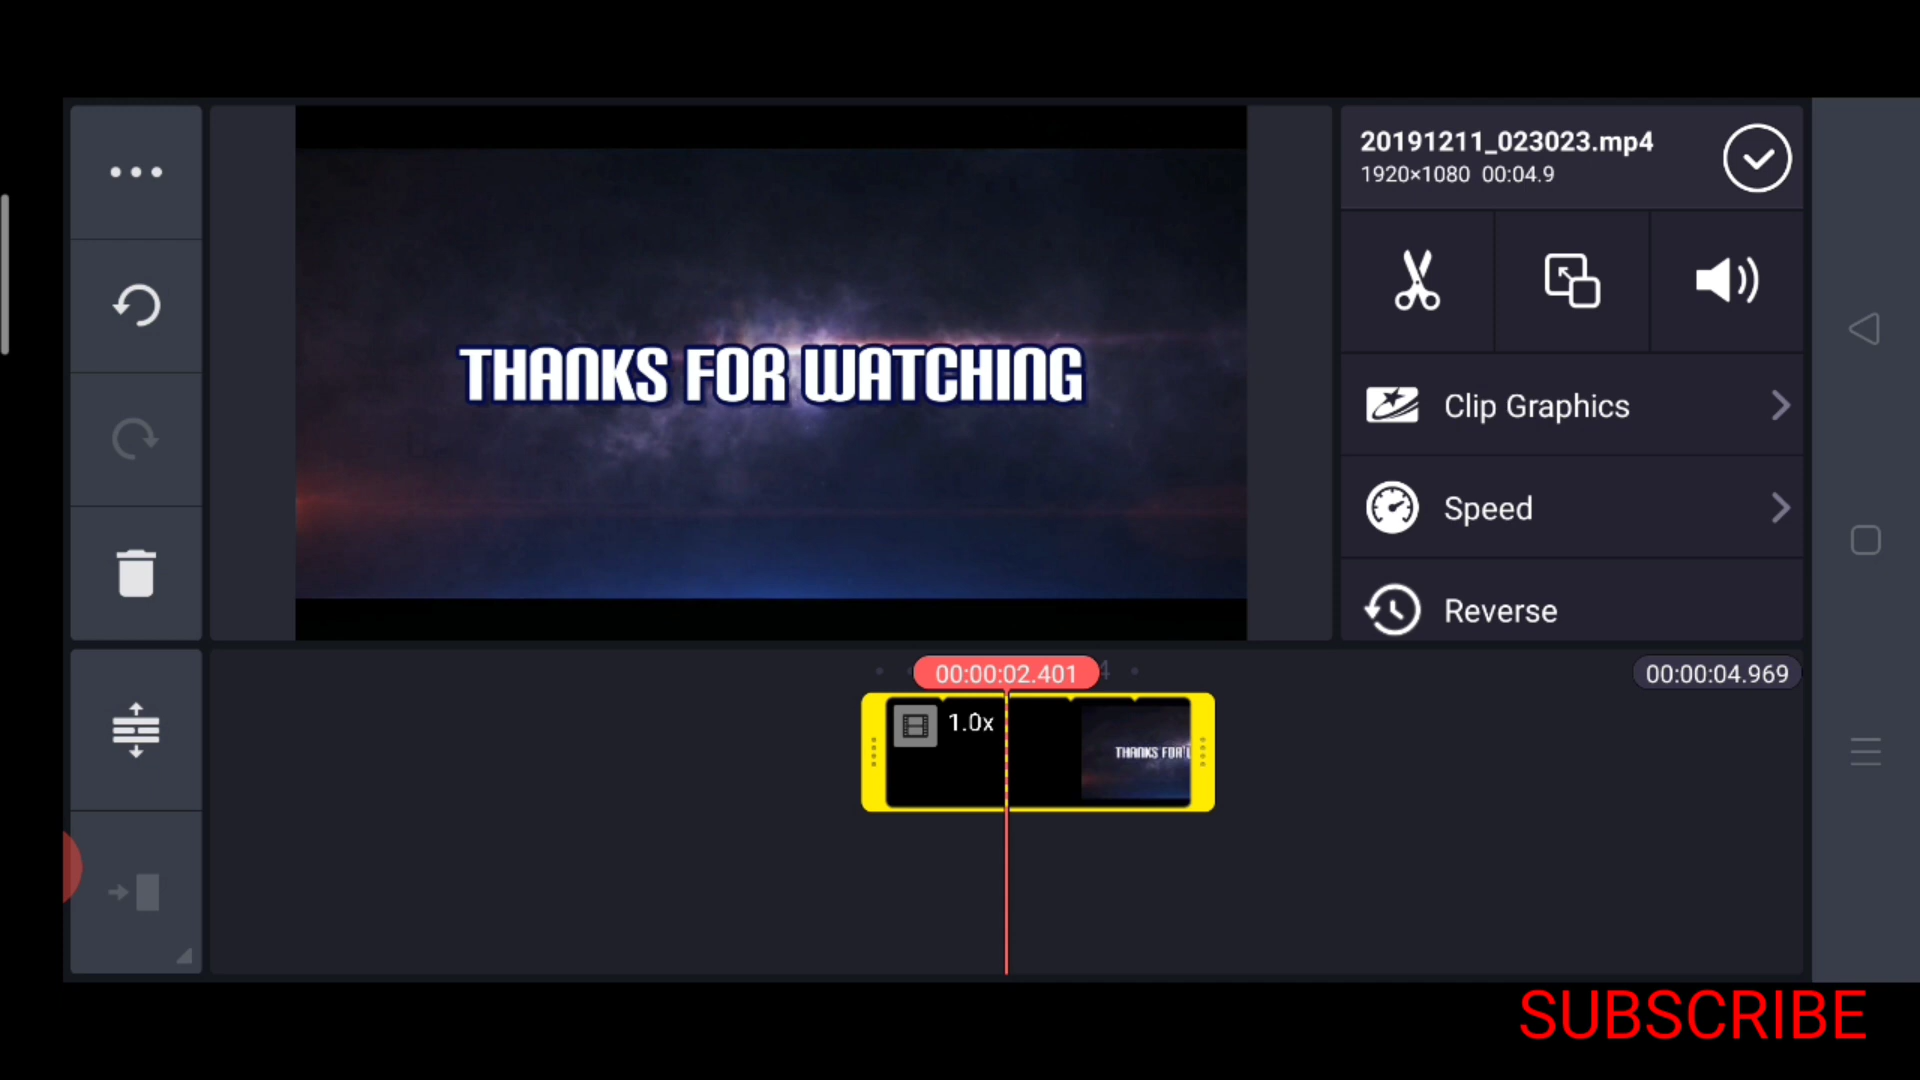 20191211_023023.mp4
1920×1080 00:04.9
THANKS FOR WATCHING
Clip Graphics
Speed
Reverse
00:00:02.401
4
00:00:04.969
1.0x
THANKS FOR
SUBSCRIBE